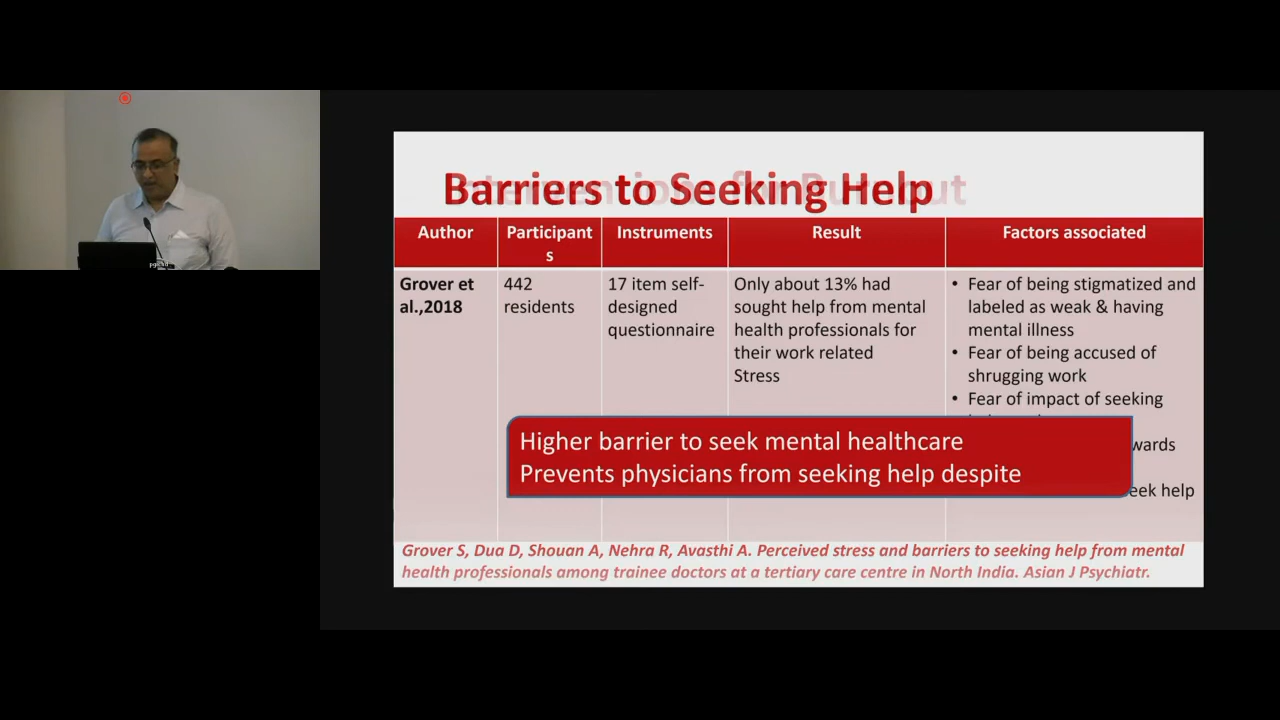 Barriers to Seeking Help
Author
Participant
s
Instruments
Result
Factors associated
Grover et
al.,2018
442
residents
17 item self-
designed
questionnaire
Only about 13% had
sought help from mental
health professionals for
their work related
Stress
• Fear of being stigmatized and
labeled as weak & having
mental illness
• Fear of being accused of
shrugging work
• Fear of impact of seeking
wards
eek help
Higher barrier to seek mental healthcare
Prevents physicians from seeking help despite
Grover S, Dua D, Shouan A, Nehra R, Avasthi A. Perceived stress and barriers to seeking help from mental
health professionals among trainee doctors at a tertiary care centre in North India. Asian J Psychiatr.